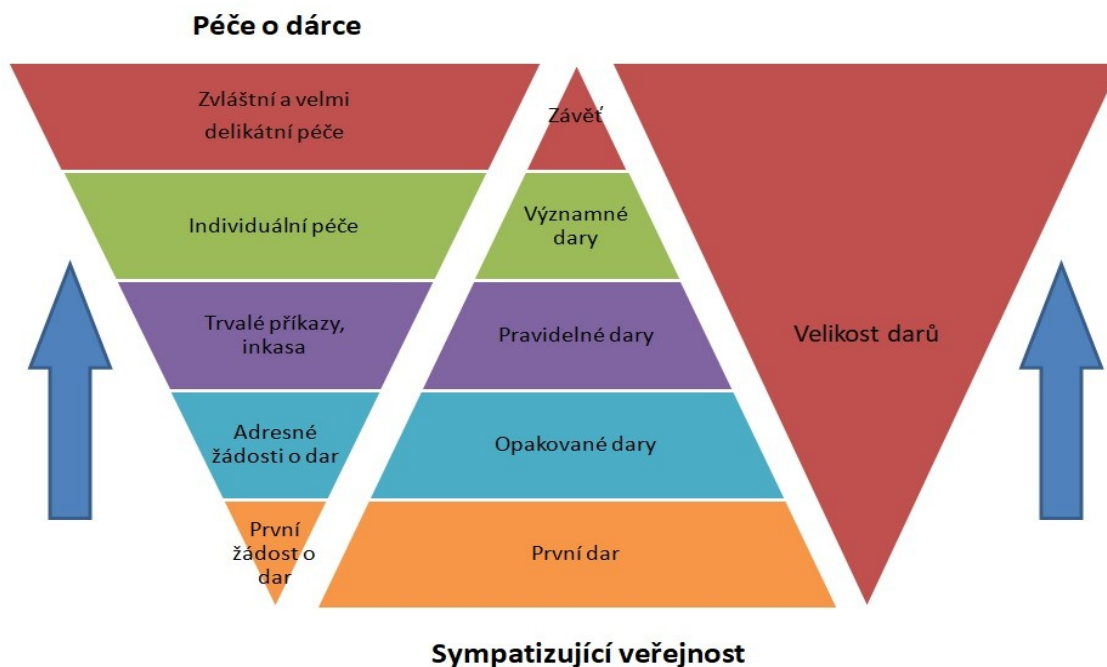 Péče o dárce
Zvláštní a velmi
delikátní péče
Individuální péče
Trvalé příkazy,
inkasa
Adresné
žádosti o dar
První
žádost o
dar
Závěť
Významné
dary
Pravidelné dary
Opakované dary
První dar
Velikost darů
Sympatizující veřejnost